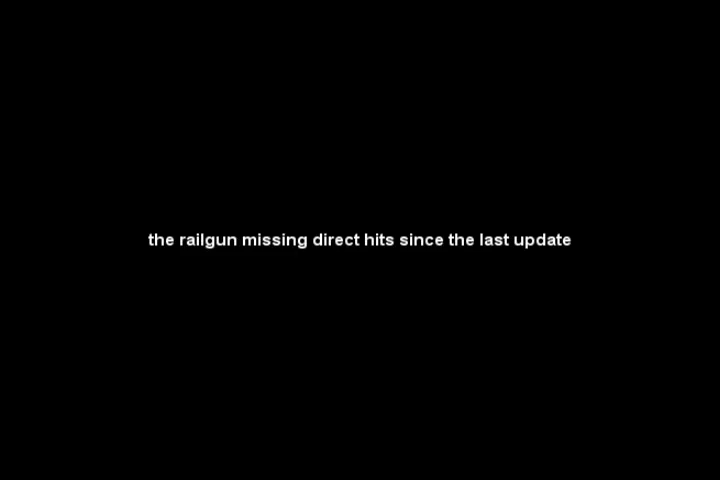 the railgun missing direct hits since the last update